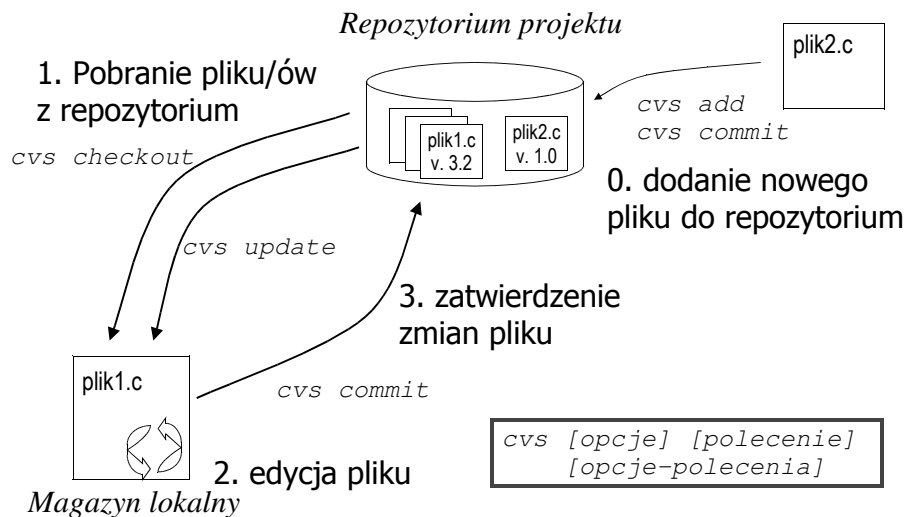 Repozytorium projektu
plik2.c
1. Pobranie pliku/ów
z repozytorium
cvs add
cvs commit
plik1.c
v. 3.2
plik2.c
v. 1.0
cvs checkout
0. dodanie nowego
pliku do repozytorium
cvs update
3. zatwierdzenie
zmian pliku
plik1.c
cvs commit
cvs [opcje] [polecenie]
[opcje-polecenia]
2. edycja pliku
Magazyn lokalny